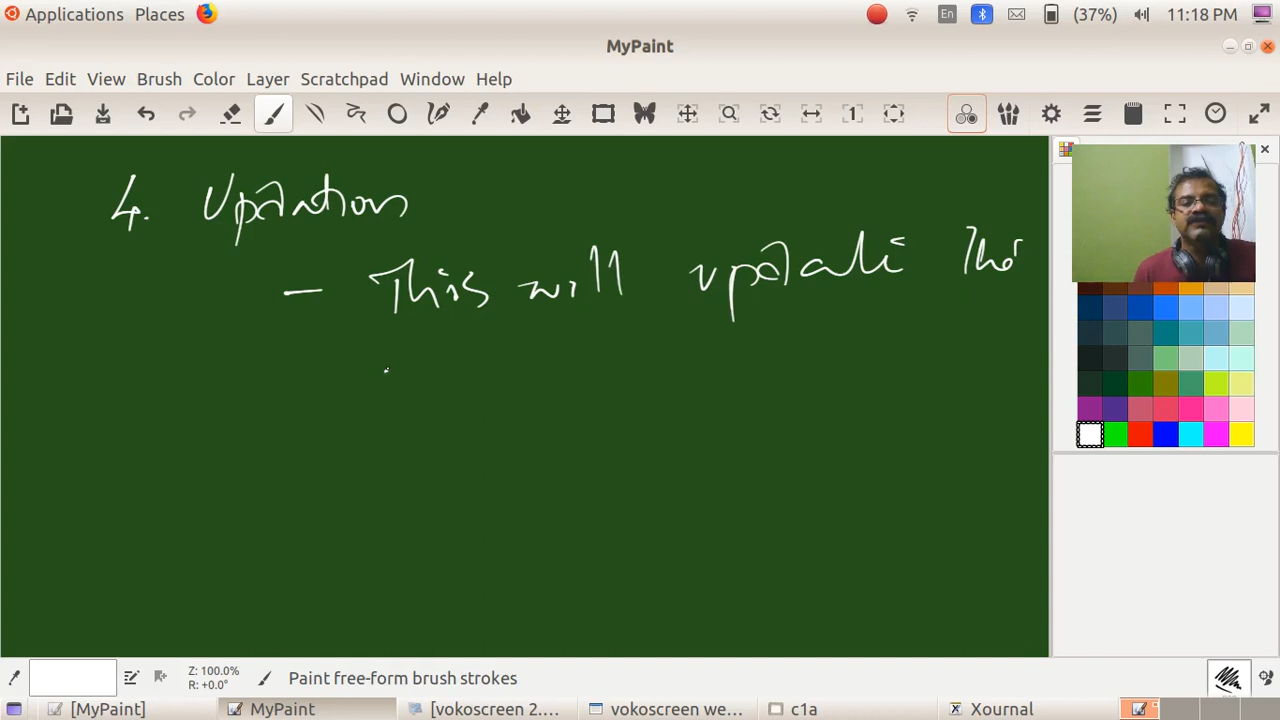 Applications Places En (37%) 11:18 PM
MyPaint
File Edit View Brush Color Layer Scratchpad Window Help
1
4. Updation
- This will update the
Z: 100.0%
R: +0.0°
Paint free-form brush strokes
[MyPaint] MyPaint [vokoscreen 2.... vokoscreen we... c1a Xournal